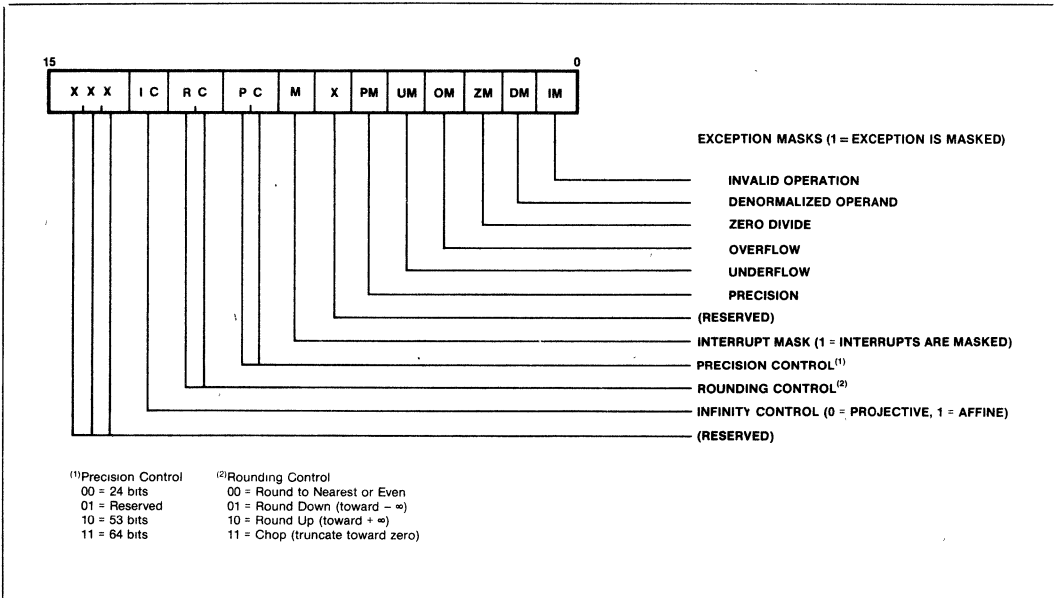 15 0
X X X I C R C P C M X PM UM OM ZM DM IM
EXCEPTION MASKS (1 = EXCEPTION IS MASKED)
INVALID OPERATION
DENORMALIZED OPERAND
ZERO DIVIDE
OVERFLOW
UNDERFLOW
PRECISION
(RESERVED)
INTERRUPT MASK (1 = INTERRUPTS ARE MASKED)
PRECISION CONTROL(1)
ROUNDING CONTROL(2)
INFINITY CONTROL (0 = PROJECTIVE, 1 = AFFINE)
(RESERVED)
(1)Precision Control
00 = 24 bits
01 = Reserved
10 = 53 bits
11 = 64 bits
(2)Rounding Control
00 = Round to Nearest or Even
01 = Round Down (toward − ∞)
10 = Round Up (toward + ∞)
11 = Chop (truncate toward zero)